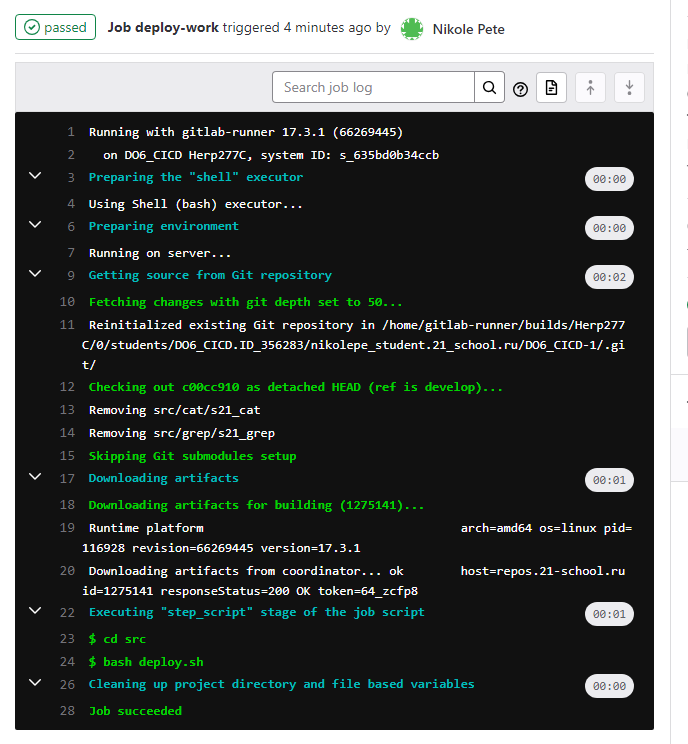 passed Job deploy-work triggered 4 minutes ago by Nikole Pete
Search job log
1 Running with gitlab-runner 17.3.1 (66269445)
2 on DO6_CICD Herp277C, system ID: s_635bd0b34ccb
3 Preparing the "shell" executor 00:00
4 Using Shell (bash) executor...
6 Preparing environment 00:00
7 Running on server...
9 Getting source from Git repository 00:02
10 Fetching changes with git depth set to 50...
11 Reinitialized existing Git repository in /home/gitlab-runner/builds/Herp277
C/0/students/DO6_CICD.ID_356283/nikolepe_student.21_school.ru/DO6_CICD-1/.gi
t/
12 Checking out c00cc910 as detached HEAD (ref is develop)...
13 Removing src/cat/s21_cat
14 Removing src/grep/s21_grep
15 Skipping Git submodules setup
17 Downloading artifacts 00:01
18 Downloading artifacts for building (1275141)...
19 Runtime platform arch=amd64 os=linux pid=
116928 revision=66269445 version=17.3.1
20 Downloading artifacts from coordinator... ok host=repos.21-school.ru
id=1275141 responseStatus=200 OK token=64_zcfp8
22 Executing "step_script" stage of the job script 00:01
23 $ cd src
24 $ bash deploy.sh
26 Cleaning up project directory and file based variables 00:00
28 Job succeeded